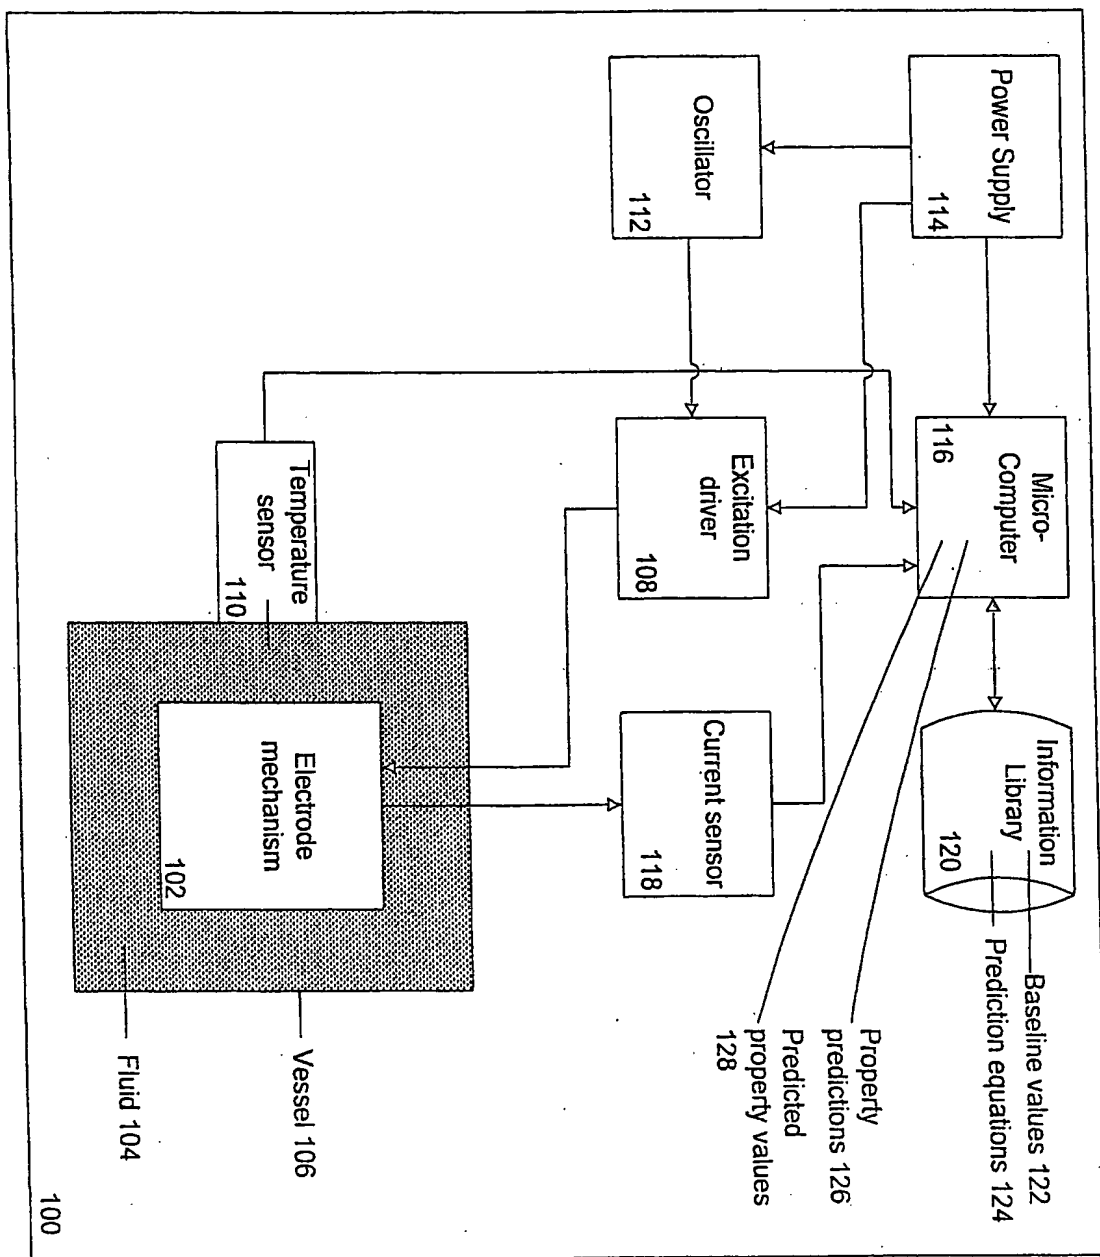 Power Supply
114
Micro-
Computer
116
Information
Library
120
Baseline values 122
Prediction equations 124
Oscillator
112
Excitation
driver
108
Current sensor
118
Property
predictions 126
Predicted
property values
128
Temperature
sensor
110
Electrode
mechanism
102
Vessel 106
Fluid 104
100